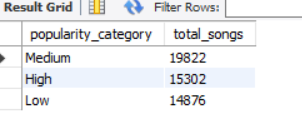 Result Grid Filter Rows:
popularity_category total_songs
Medium 19822
High 15302
Low 14876